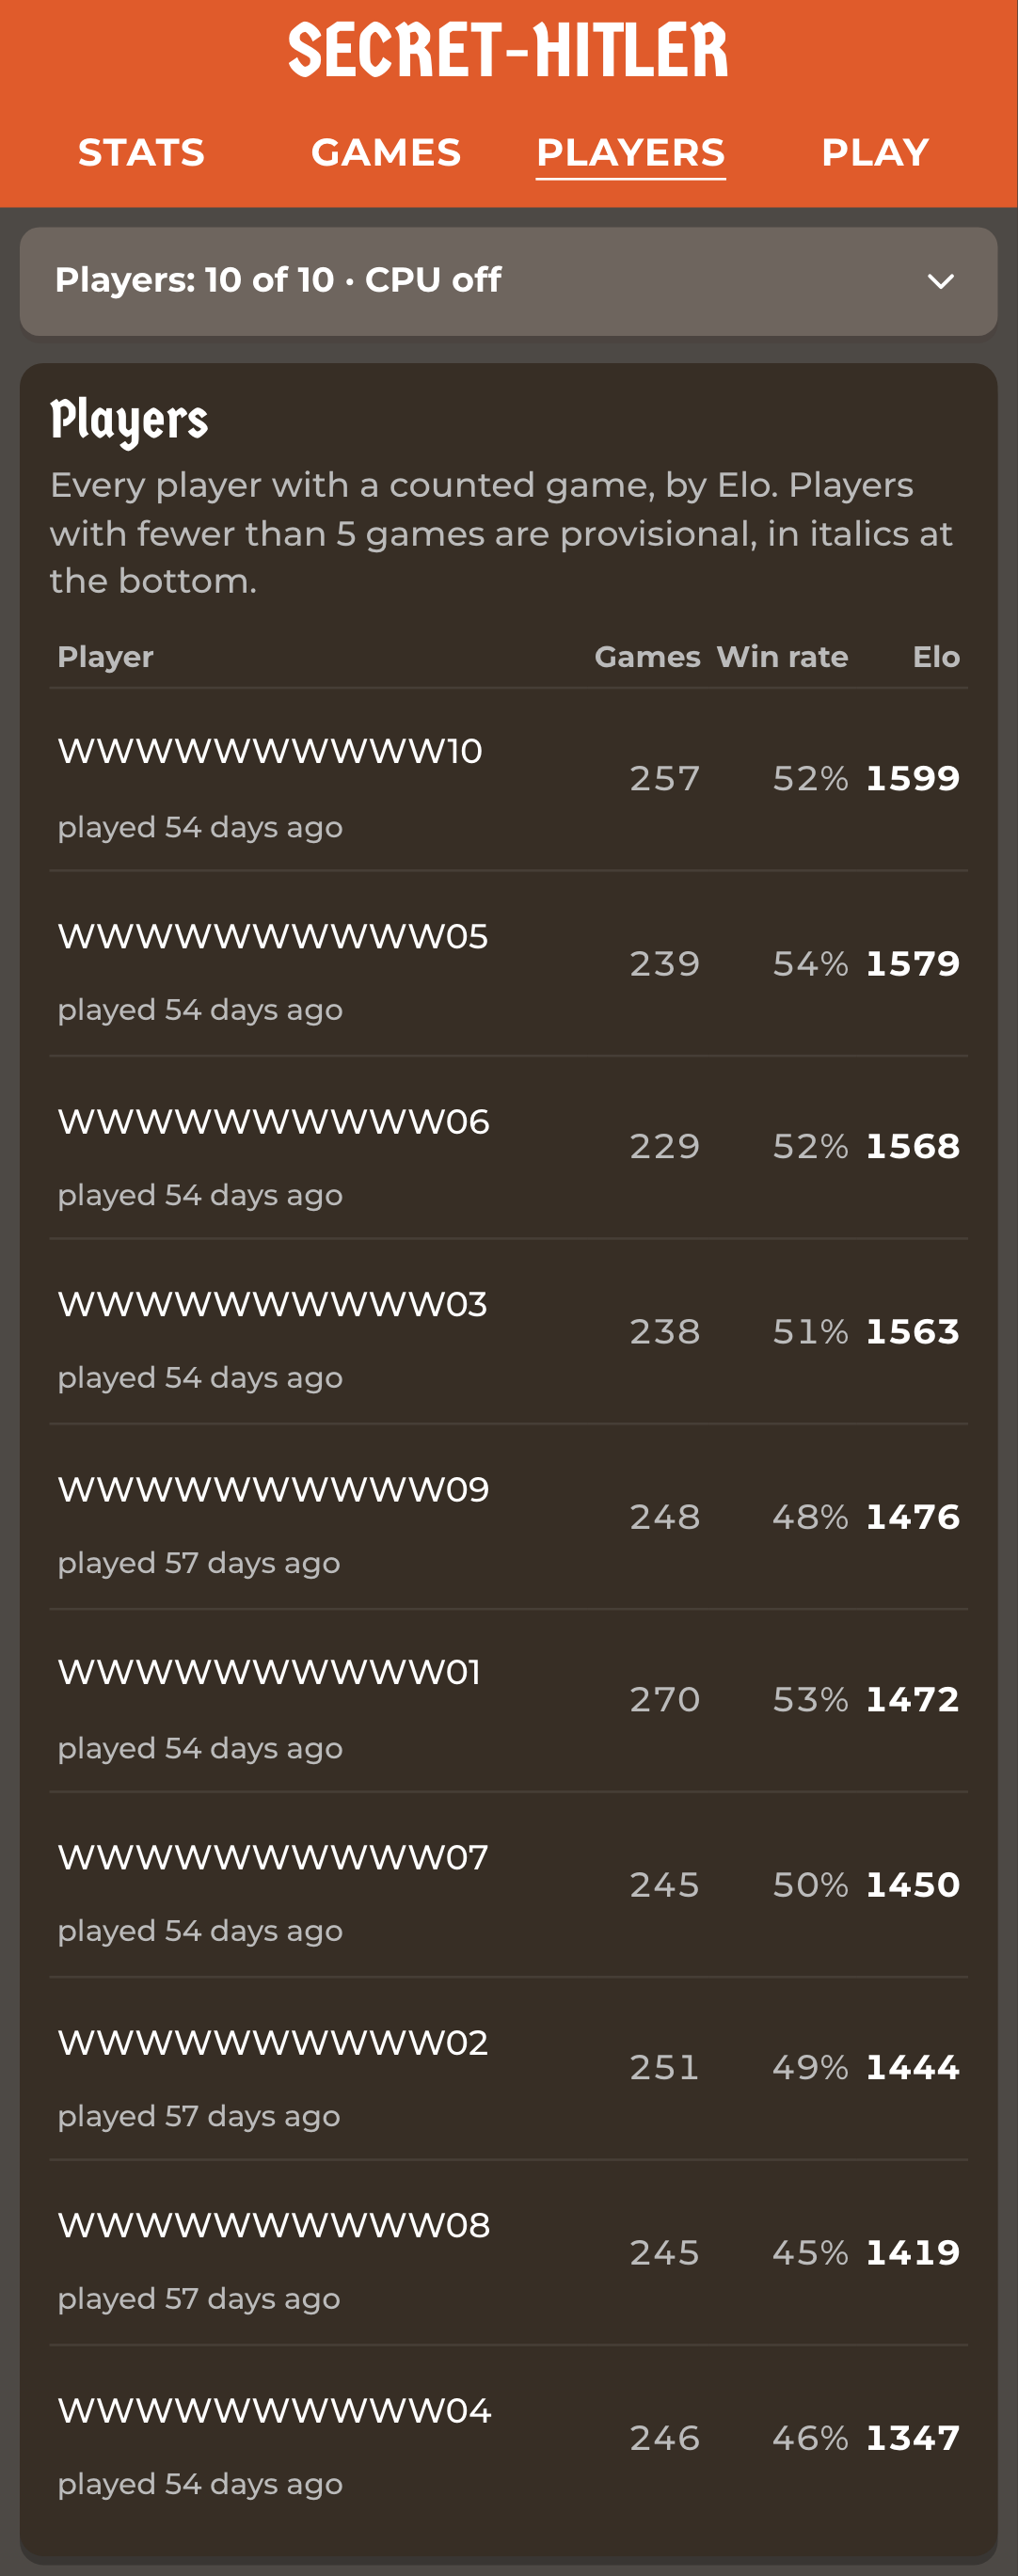 SECRET-HITLER
STATS GAMES PLAYERS PLAY
Players: 10 of 10 · CPU off
Players
Every player with a counted game, by Elo. Players
with fewer than 5 games are provisional, in italics at
the bottom.
Player Games Win rate Elo
WWWWWWWWWW10
257 52% 1599
played 54 days ago
WWWWWWWWWW05
239 54% 1579
played 54 days ago
WWWWWWWWWW06
229 52% 1568
played 54 days ago
WWWWWWWWWW03
238 51% 1563
played 54 days ago
WWWWWWWWWW09
248 48% 1476
played 57 days ago
WWWWWWWWWW01
270 53% 1472
played 54 days ago
WWWWWWWWWW07
245 50% 1450
played 54 days ago
WWWWWWWWWW02
251 49% 1444
played 57 days ago
WWWWWWWWWW08
245 45% 1419
played 57 days ago
WWWWWWWWWW04
246 46% 1347
played 54 days ago